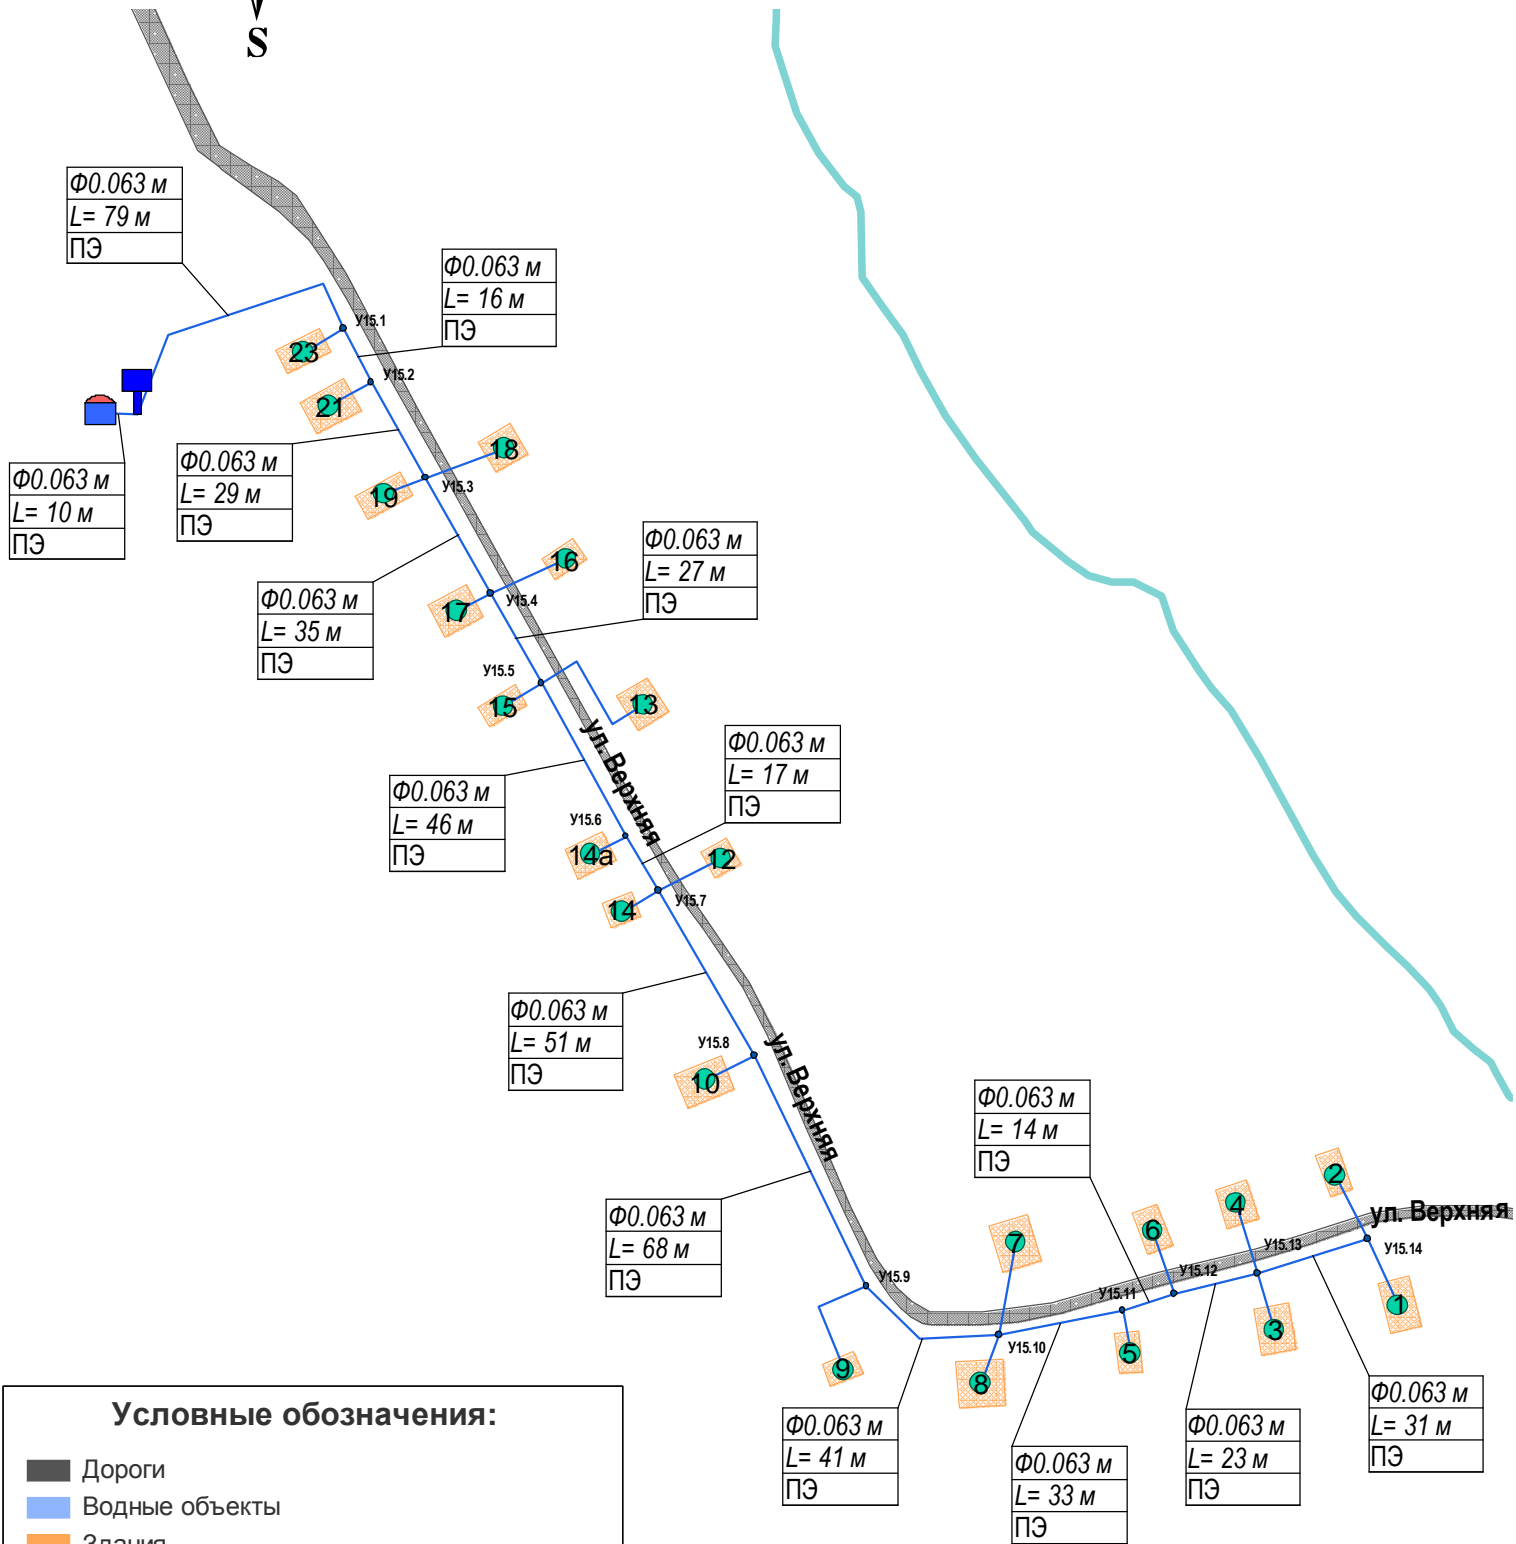 S
Ф0.063 м
L= 79 м
ПЭ
Ф0.063 м
L= 16 м
ПЭ
У15.1
23
У15.2
21
Ф0.063 м
L= 10 м
ПЭ
Ф0.063 м
L= 29 м
ПЭ
18
19
У15.3
Ф0.063 м
L= 35 м
ПЭ
16
17
У15.4
Ф0.063 м
L= 27 м
ПЭ
У15.5
15
13
ул. Верхняя
Ф0.063 м
L= 46 м
ПЭ
Ф0.063 м
L= 17 м
ПЭ
У15.6
14а
12
14
У15.7
Ф0.063 м
L= 51 м
ПЭ
У15.8
10
ул. Верхняя
Ф0.063 м
L= 68 м
ПЭ
Ф0.063 м
L= 14 м
ПЭ
2
4
6
7
ул. Верхняя
У15.9
У15.10
У15.11
У15.12
У15.13
У15.14
9
8
5
3
1
Ф0.063 м
L= 41 м
ПЭ
Ф0.063 м
L= 33 м
ПЭ
Ф0.063 м
L= 23 м
ПЭ
Ф0.063 м
L= 31 м
ПЭ
Условные обозначения:
Дороги
Водные объекты
Здания